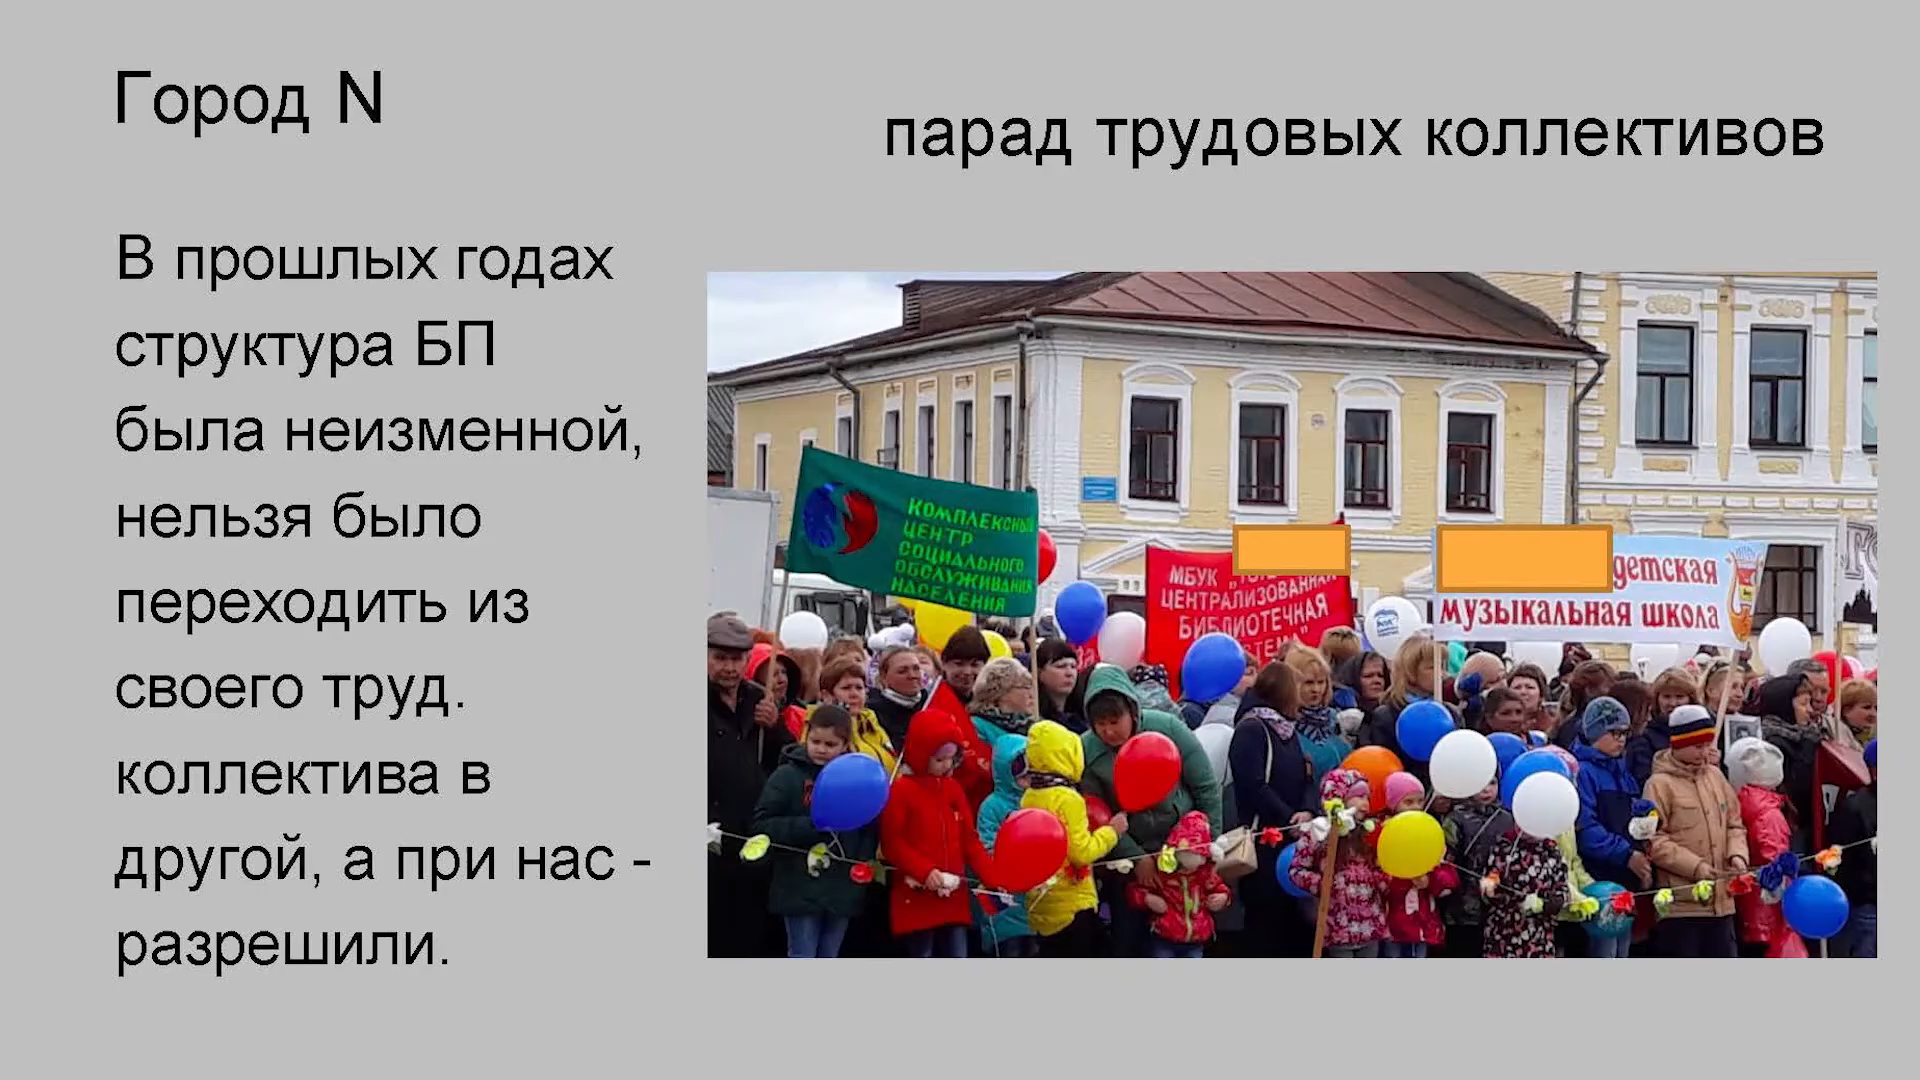 Город N
парад трудовых коллективов
В прошлых годах
структура БП
была неизменной,
нельзя было
переходить из
своего труд.
коллектива в
другой, а при нас -
разрешили.
КОМПЛЕКСНЫЙ
ЦЕНТР
СОЦИАЛЬНОГО
ОБСЛУЖИВАНИЯ
НАСЕЛЕНИЯ
МБУК
ЦЕНТРАЛИЗОВАННАЯ
БИБЛИОТЕЧНАЯ
детская
музыкальная школа